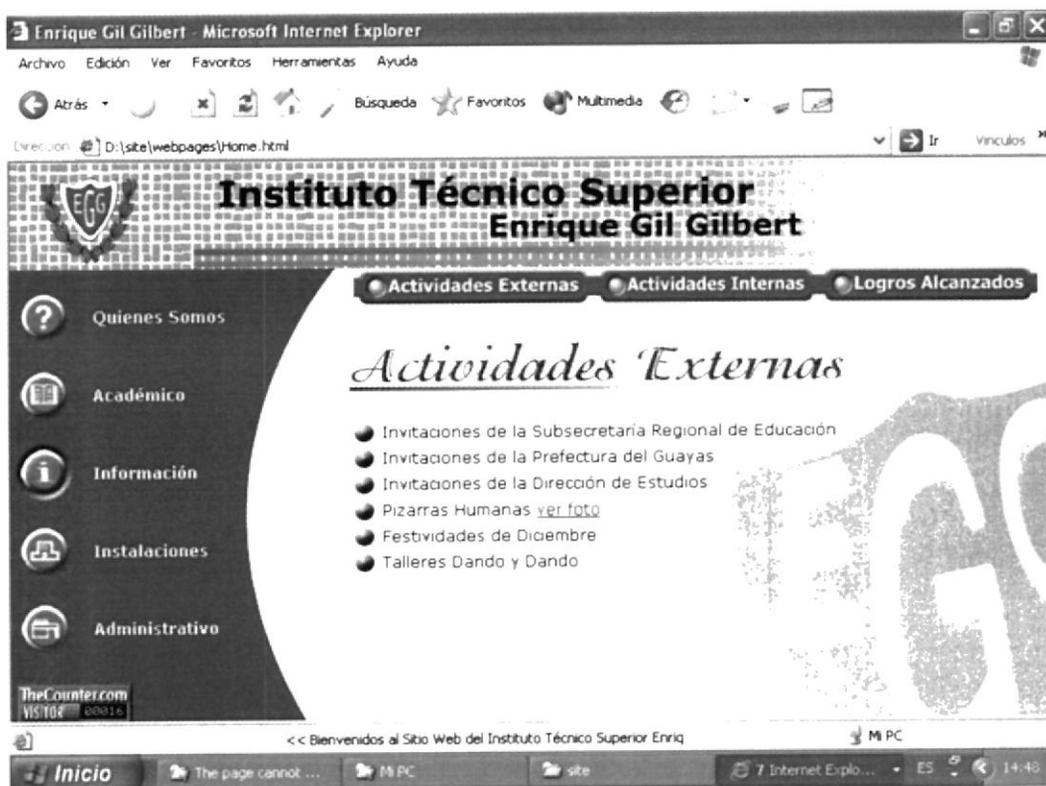 Enrique Gil Gilbert - Microsoft Internet Explorer
Archivo Edición Ver Favoritos Herramientas Ayuda
Atrás Búsqueda Favoritos Multimedia
Dirección D:\site\webpages\Home.html Ir Vínculos »
EGG
Instituto Técnico Superior
Enrique Gil Gilbert
Actividades Externas Actividades Internas Logros Alcanzados
? Quienes Somos
Académico
i Información
Instalaciones
Administrativo
Actividades Externas
Invitaciones de la Subsecretaría Regional de Educación
Invitaciones de la Prefectura del Guayas
Invitaciones de la Dirección de Estudios
Pizarras Humanas ver foto
Festividades de Diciembre
Talleres Dando y Dando
EGG
TheCounter.com
VISITOR 00016
<< Bienvenidos al Sitio Web del Instituto Técnico Superior Enriq Mi PC
Inicio The page cannot ... Mi PC site 7 Internet Explo... ES 14:48